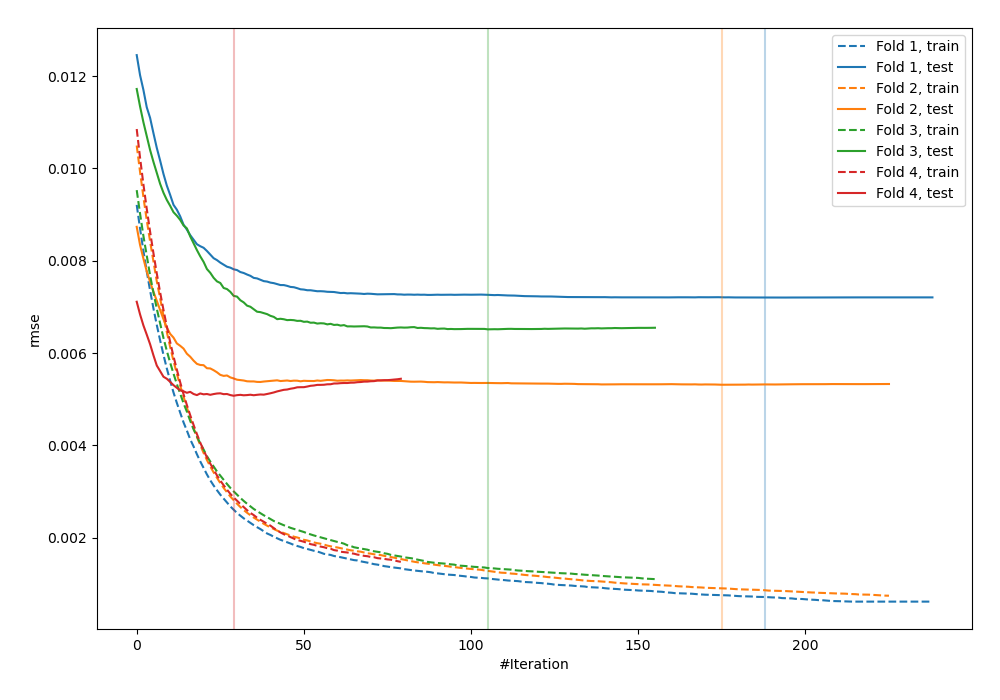 0.012
0.010
0.008
0.006
0.004
0.002
rmse
0
50
100
150
200
#Iteration
Fold 1, train
Fold 1, test
Fold 2, train
Fold 2, test
Fold 3, train
Fold 3, test
Fold 4, train
Fold 4, test